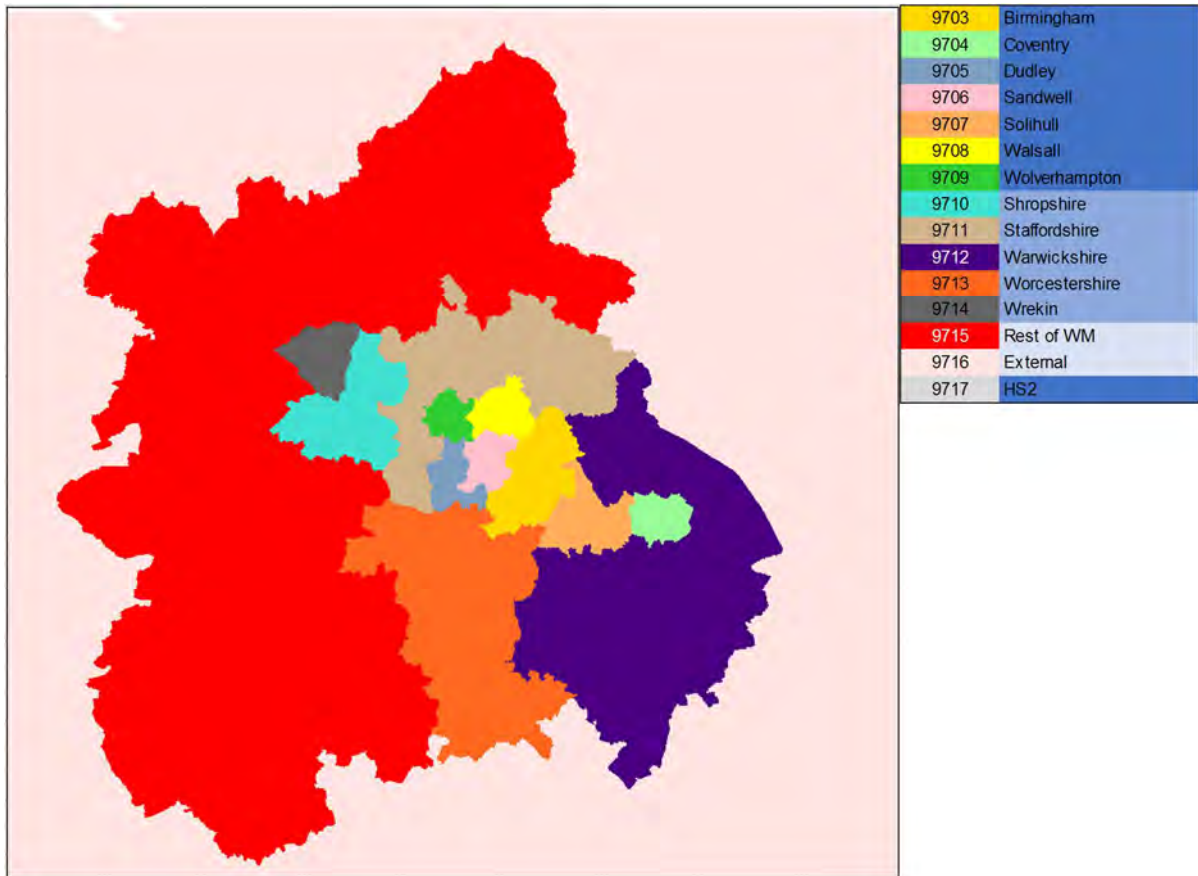 9703 Birmingham
9704 Coventry
9705 Dudley
9706 Sandwell
9707 Solihull
9708 Walsall
9709 Wolverhampton
9710 Shropshire
9711 Staffordshire
9712 Warwickshire
9713 Worcestershire
9714 Wrekin
9715 Rest of WM
9716 External
9717 HS2